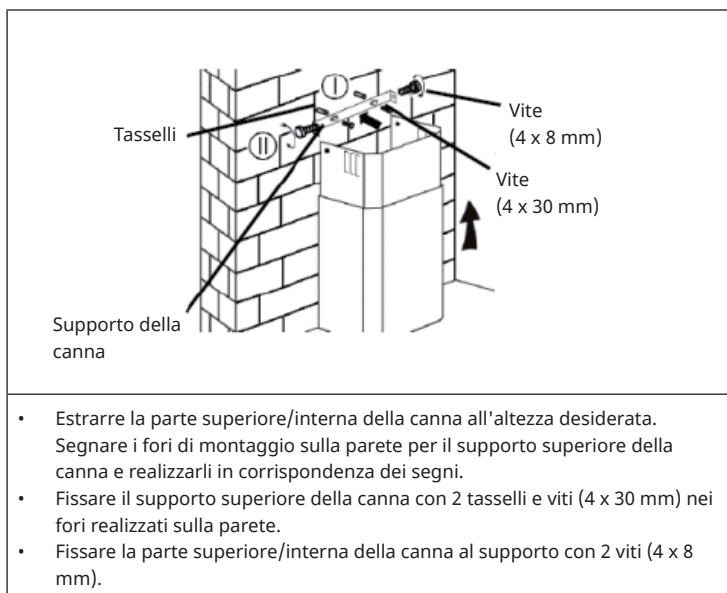 I
Vite
(4 x 8 mm)
Tasselli
II
Vite
(4 x 30 mm)
Supporto della
canna
• Estrarre la parte superiore/interna della canna all'altezza desiderata.
Segnare i fori di montaggio sulla parete per il supporto superiore della
canna e realizzarli in corrispondenza dei segni.
• Fissare il supporto superiore della canna con 2 tasselli e viti (4 x 30 mm) nei
fori realizzati sulla parete.
• Fissare la parte superiore/interna della canna al supporto con 2 viti (4 x 8
mm).